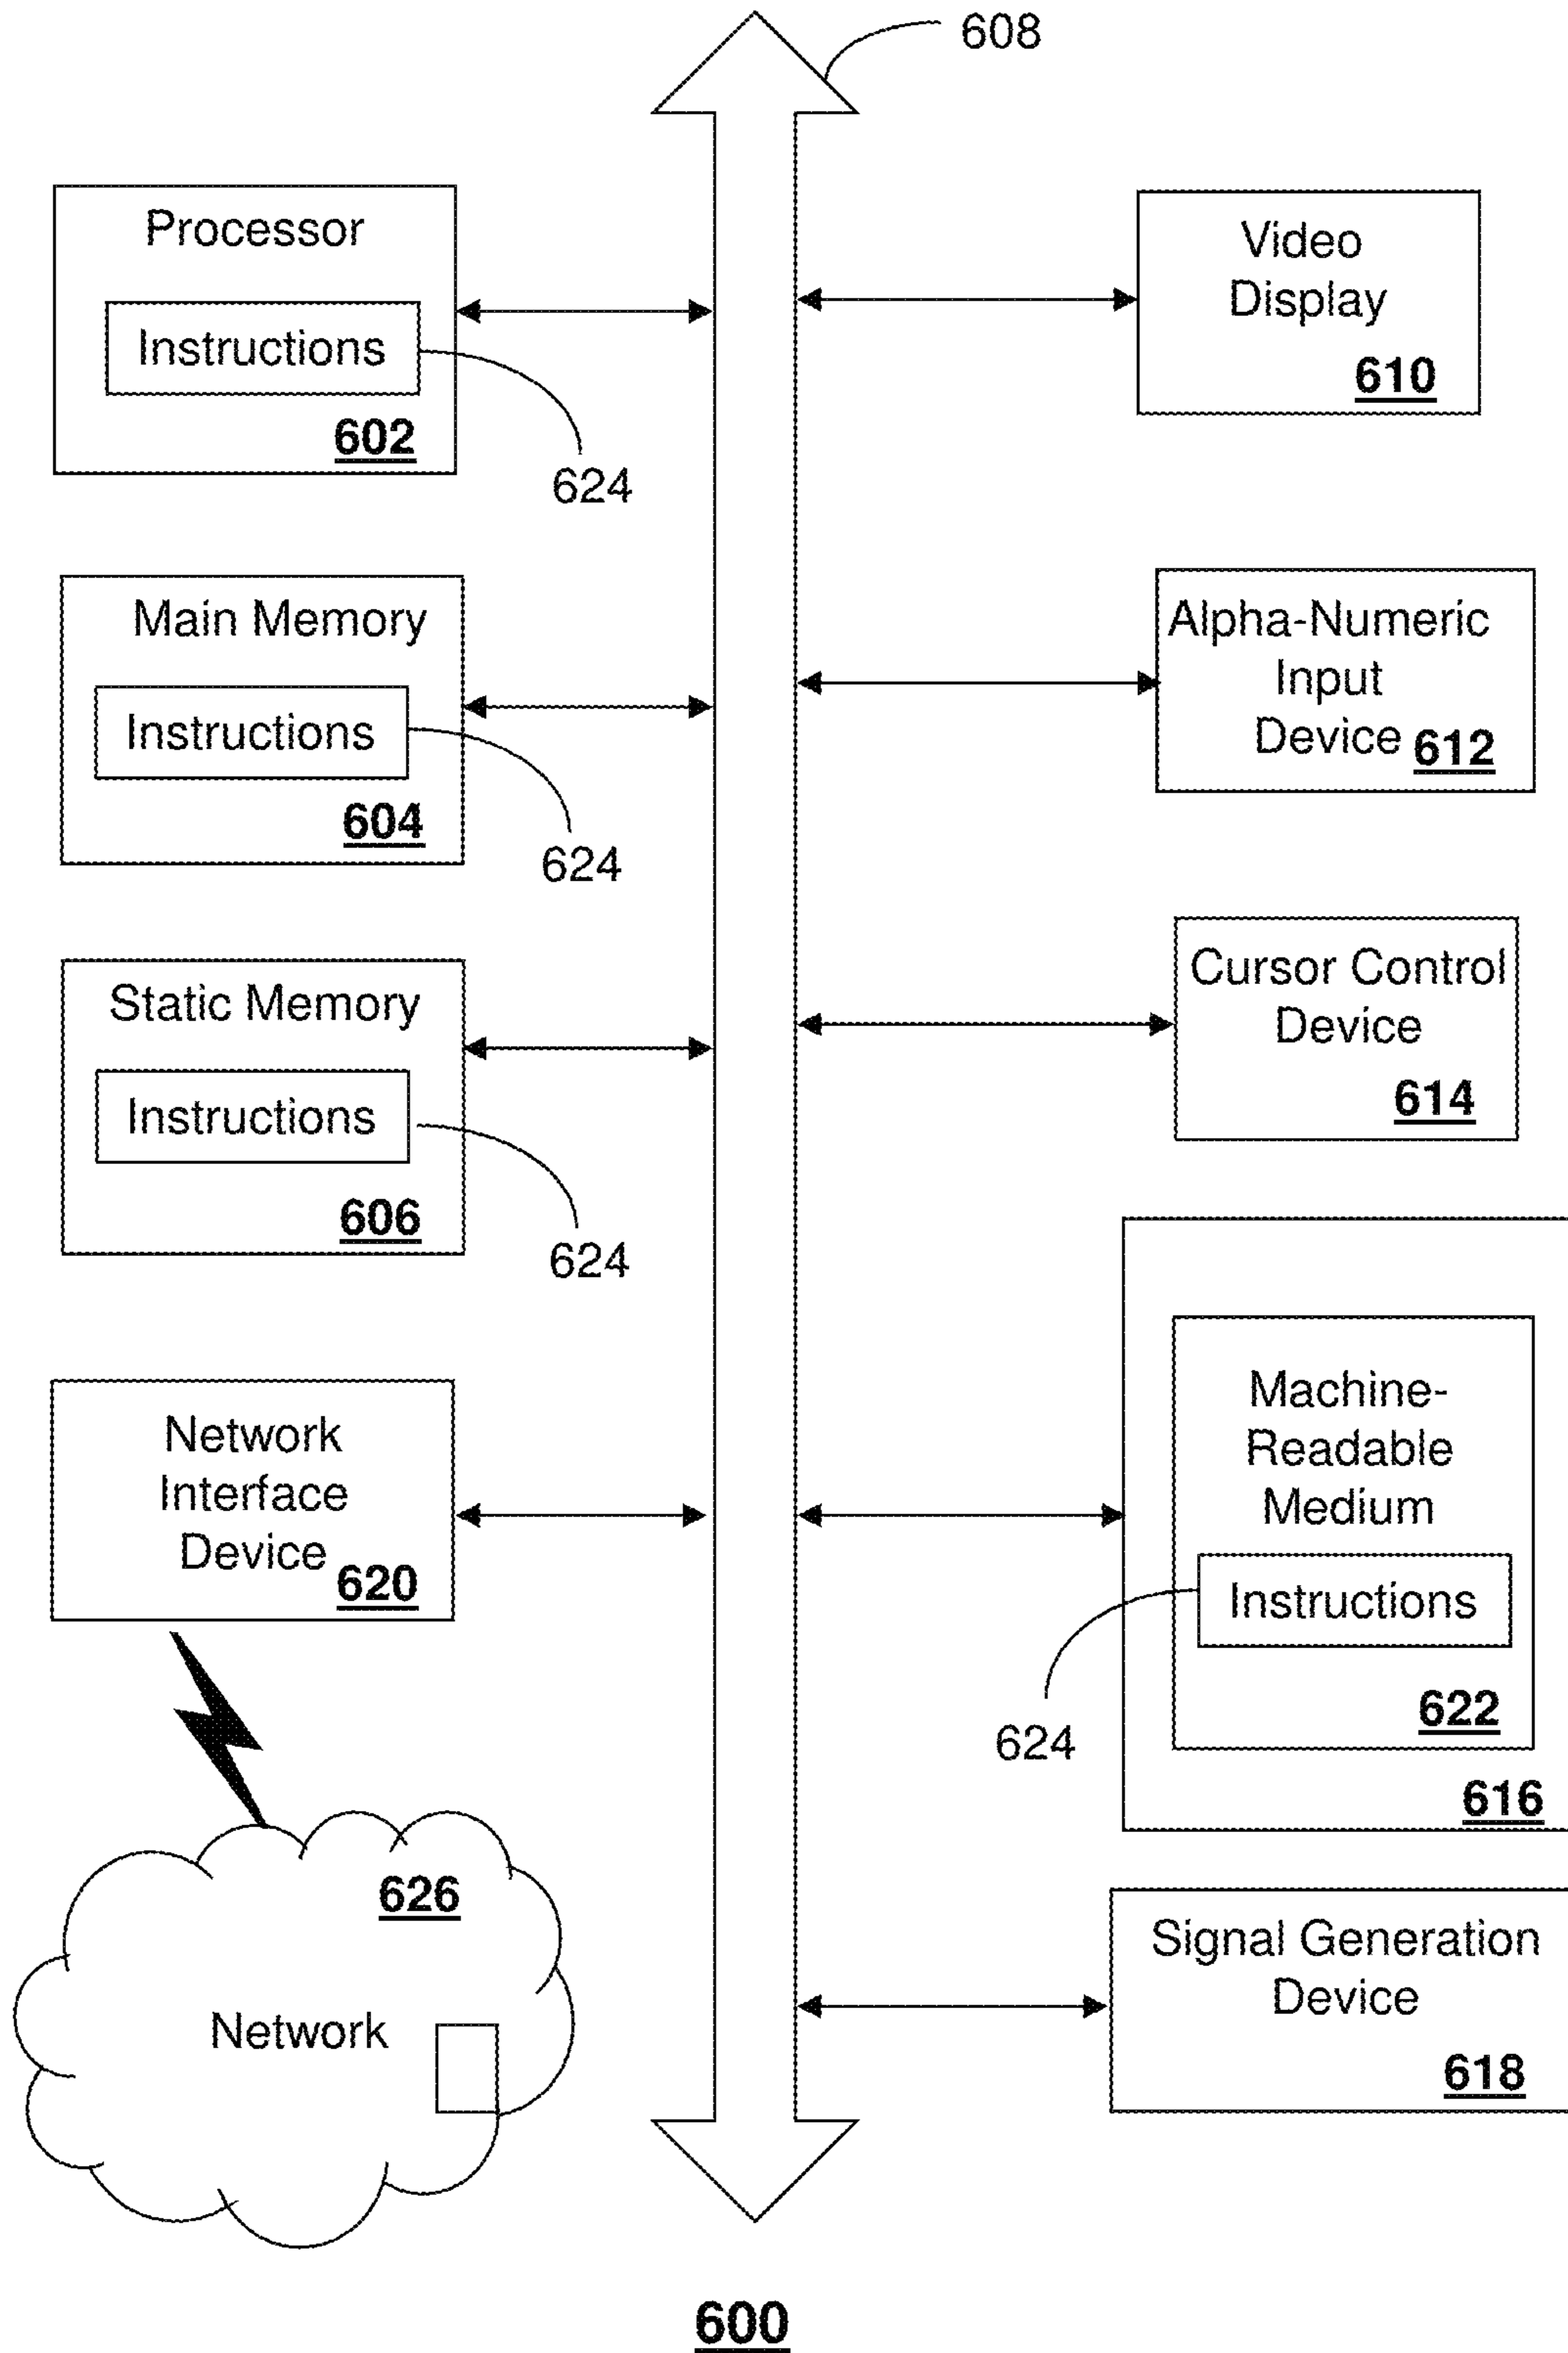 608
Processor
Instructions
602
624
Main Memory
Instructions
604
624
Static Memory
Instructions
606
624
Network
Interface
Device
620
626
Network
Video
Display
610
Alpha-Numeric
Input
Device
612
Cursor Control
Device
614
Machine-
Readable
Medium
Instructions
622
624
616
Signal Generation
Device
618
600